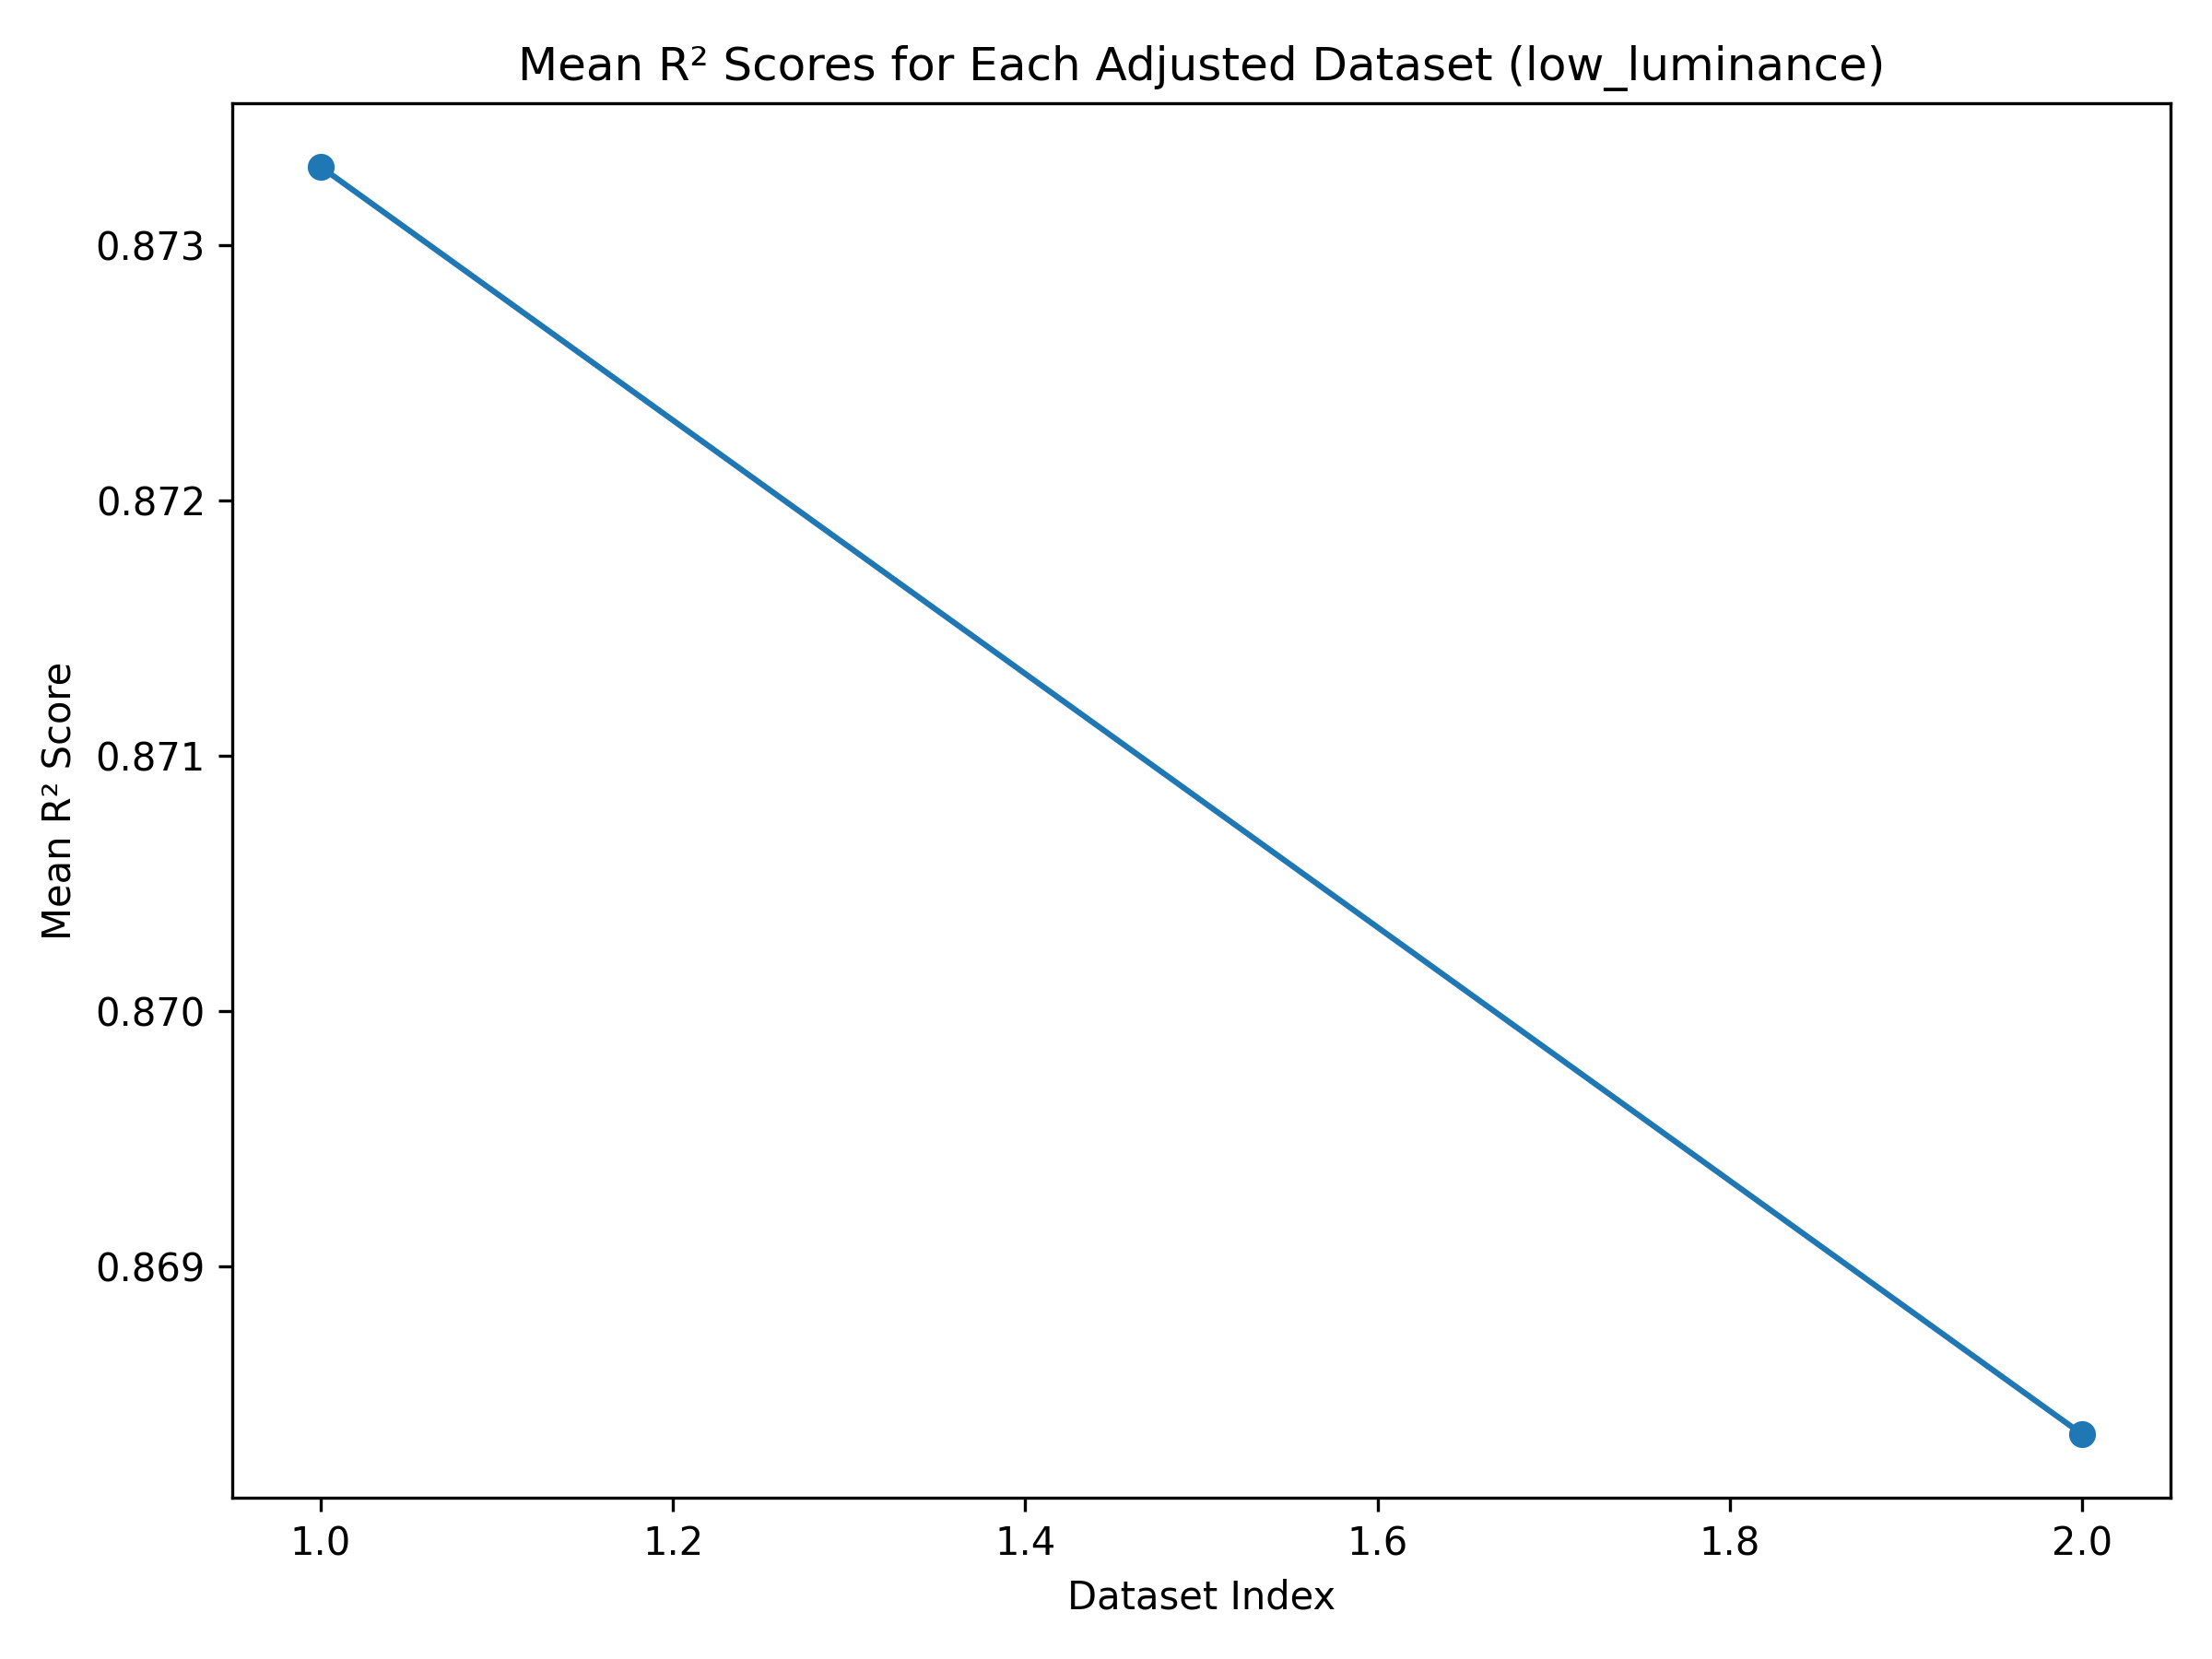 Mean R² Scores for Each Adjusted Dataset (low_luminance)
Mean R² Score
0.873
0.872
0.871
0.870
0.869
1.0 1.2 1.4 1.6 1.8 2.0
Dataset Index